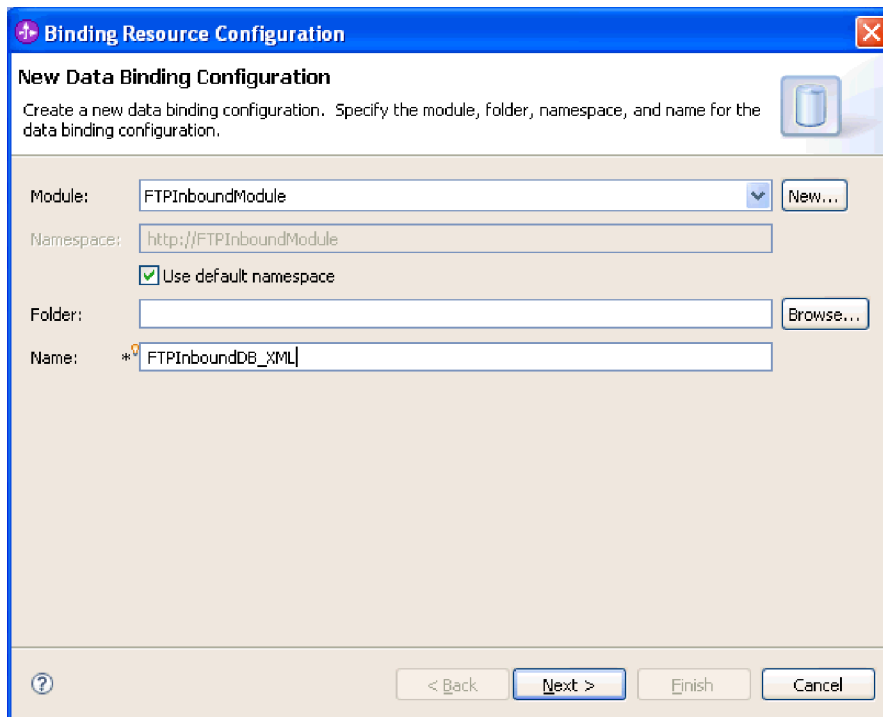 Binding Resource Configuration
New Data Binding Configuration
Create a new data binding configuration. Specify the module, folder, namespace, and name for the
data binding configuration.
Module: FTPInboundModule New...
Namespace: http://FTPInboundModule
Use default namespace
Folder: Browse...
Name: * FTPInboundDB_XML
? < Back Next > Finish Cancel